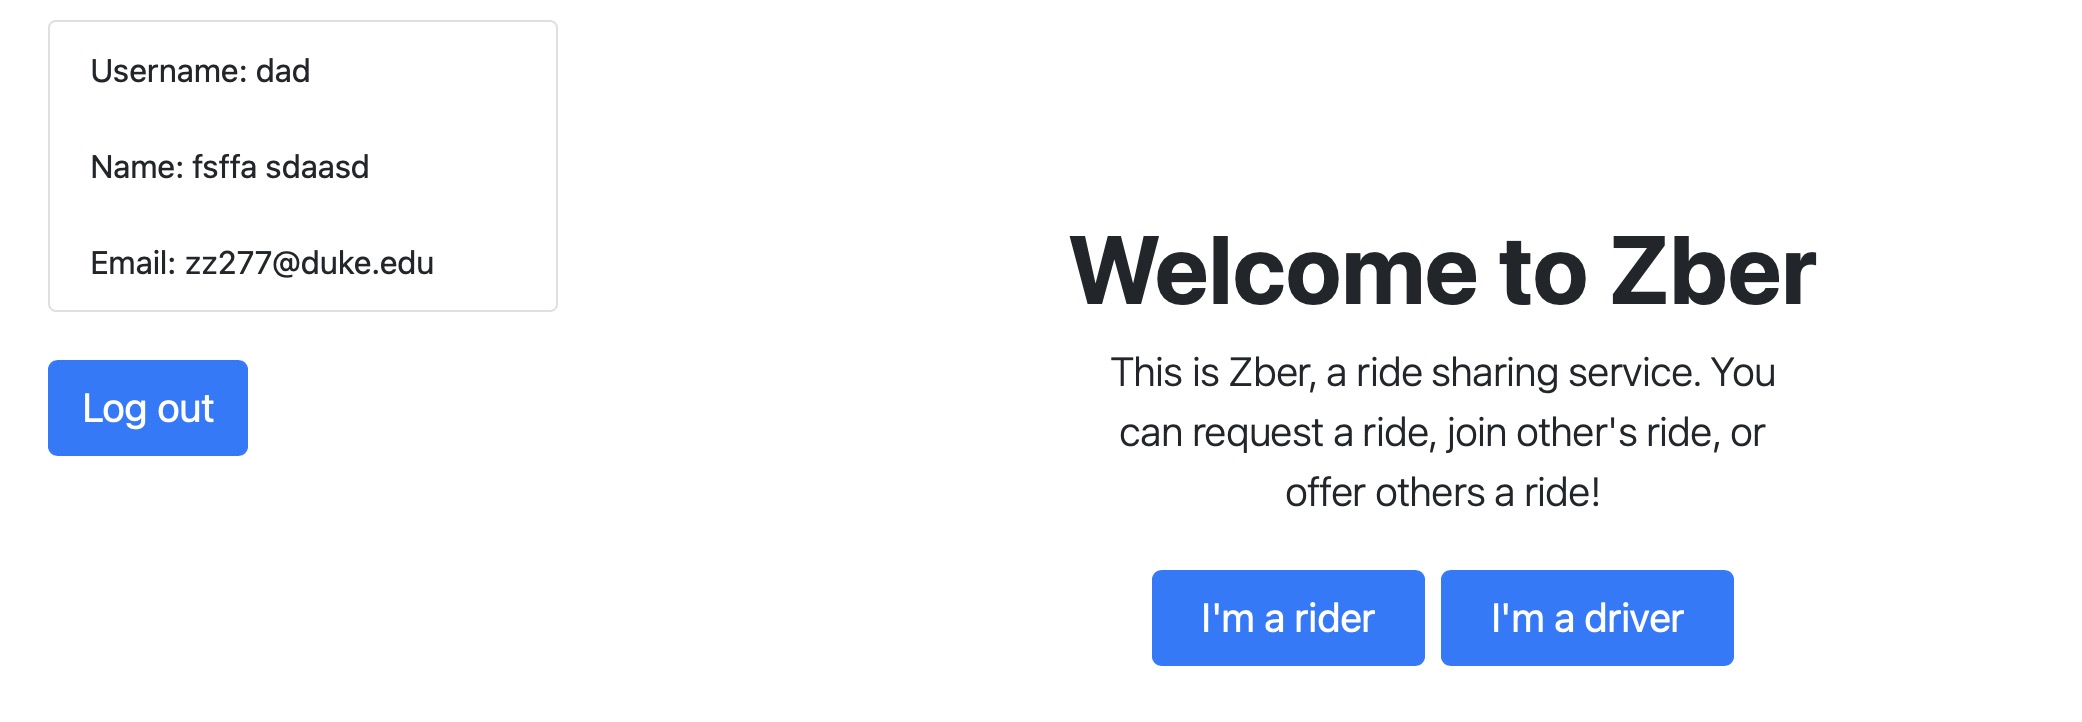 Username: dad
Name: fsffa sdaasd
Email: zz277@duke.edu
Log out
Welcome to Zber
This is Zber, a ride sharing service. You
can request a ride, join other's ride, or
offer others a ride!
I'm a rider
I'm a driver